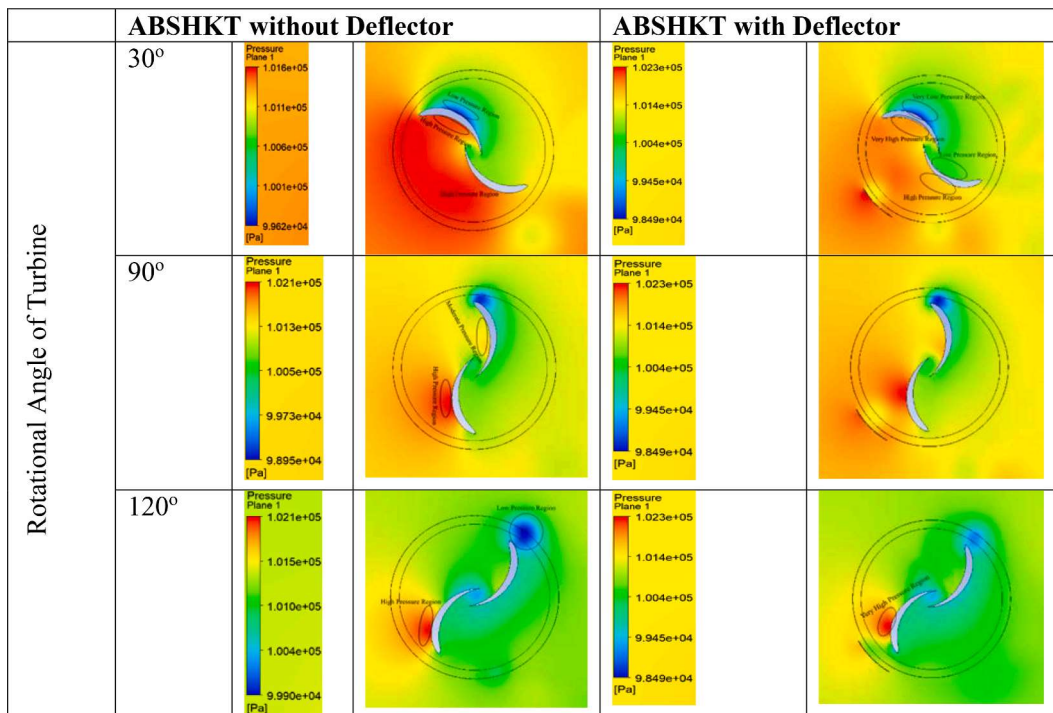 ABSHKT without Deflector
ABSHKT with Deflector
Rotational Angle of Turbine
30º
Pressure
Plane 1
1.016e+05
1.011e+05
1.006e+05
1.001e+05
9.962e+04
[Pa]
Low Pressure Region
High Pressure Region
High Pressure Region
Pressure
Plane 1
1.023e+05
1.014e+05
1.004e+05
9.945e+04
9.849e+04
[Pa]
Very Low Pressure Region
Very High Pressure Region
Low Pressure Region
High Pressure Region
90º
Pressure
Plane 1
1.021e+05
1.013e+05
1.005e+05
9.973e+04
9.895e+04
[Pa]
Moderate Pressure Region
High Pressure Region
Pressure
Plane 1
1.023e+05
1.014e+05
1.004e+05
9.945e+04
9.849e+04
[Pa]
120º
Pressure
Plane 1
1.021e+05
1.015e+05
1.010e+05
1.004e+05
9.990e+04
[Pa]
Low Pressure Region
High Pressure Region
Pressure
Plane 1
1.023e+05
1.014e+05
1.004e+05
9.945e+04
9.849e+04
[Pa]
Very High Pressure Region